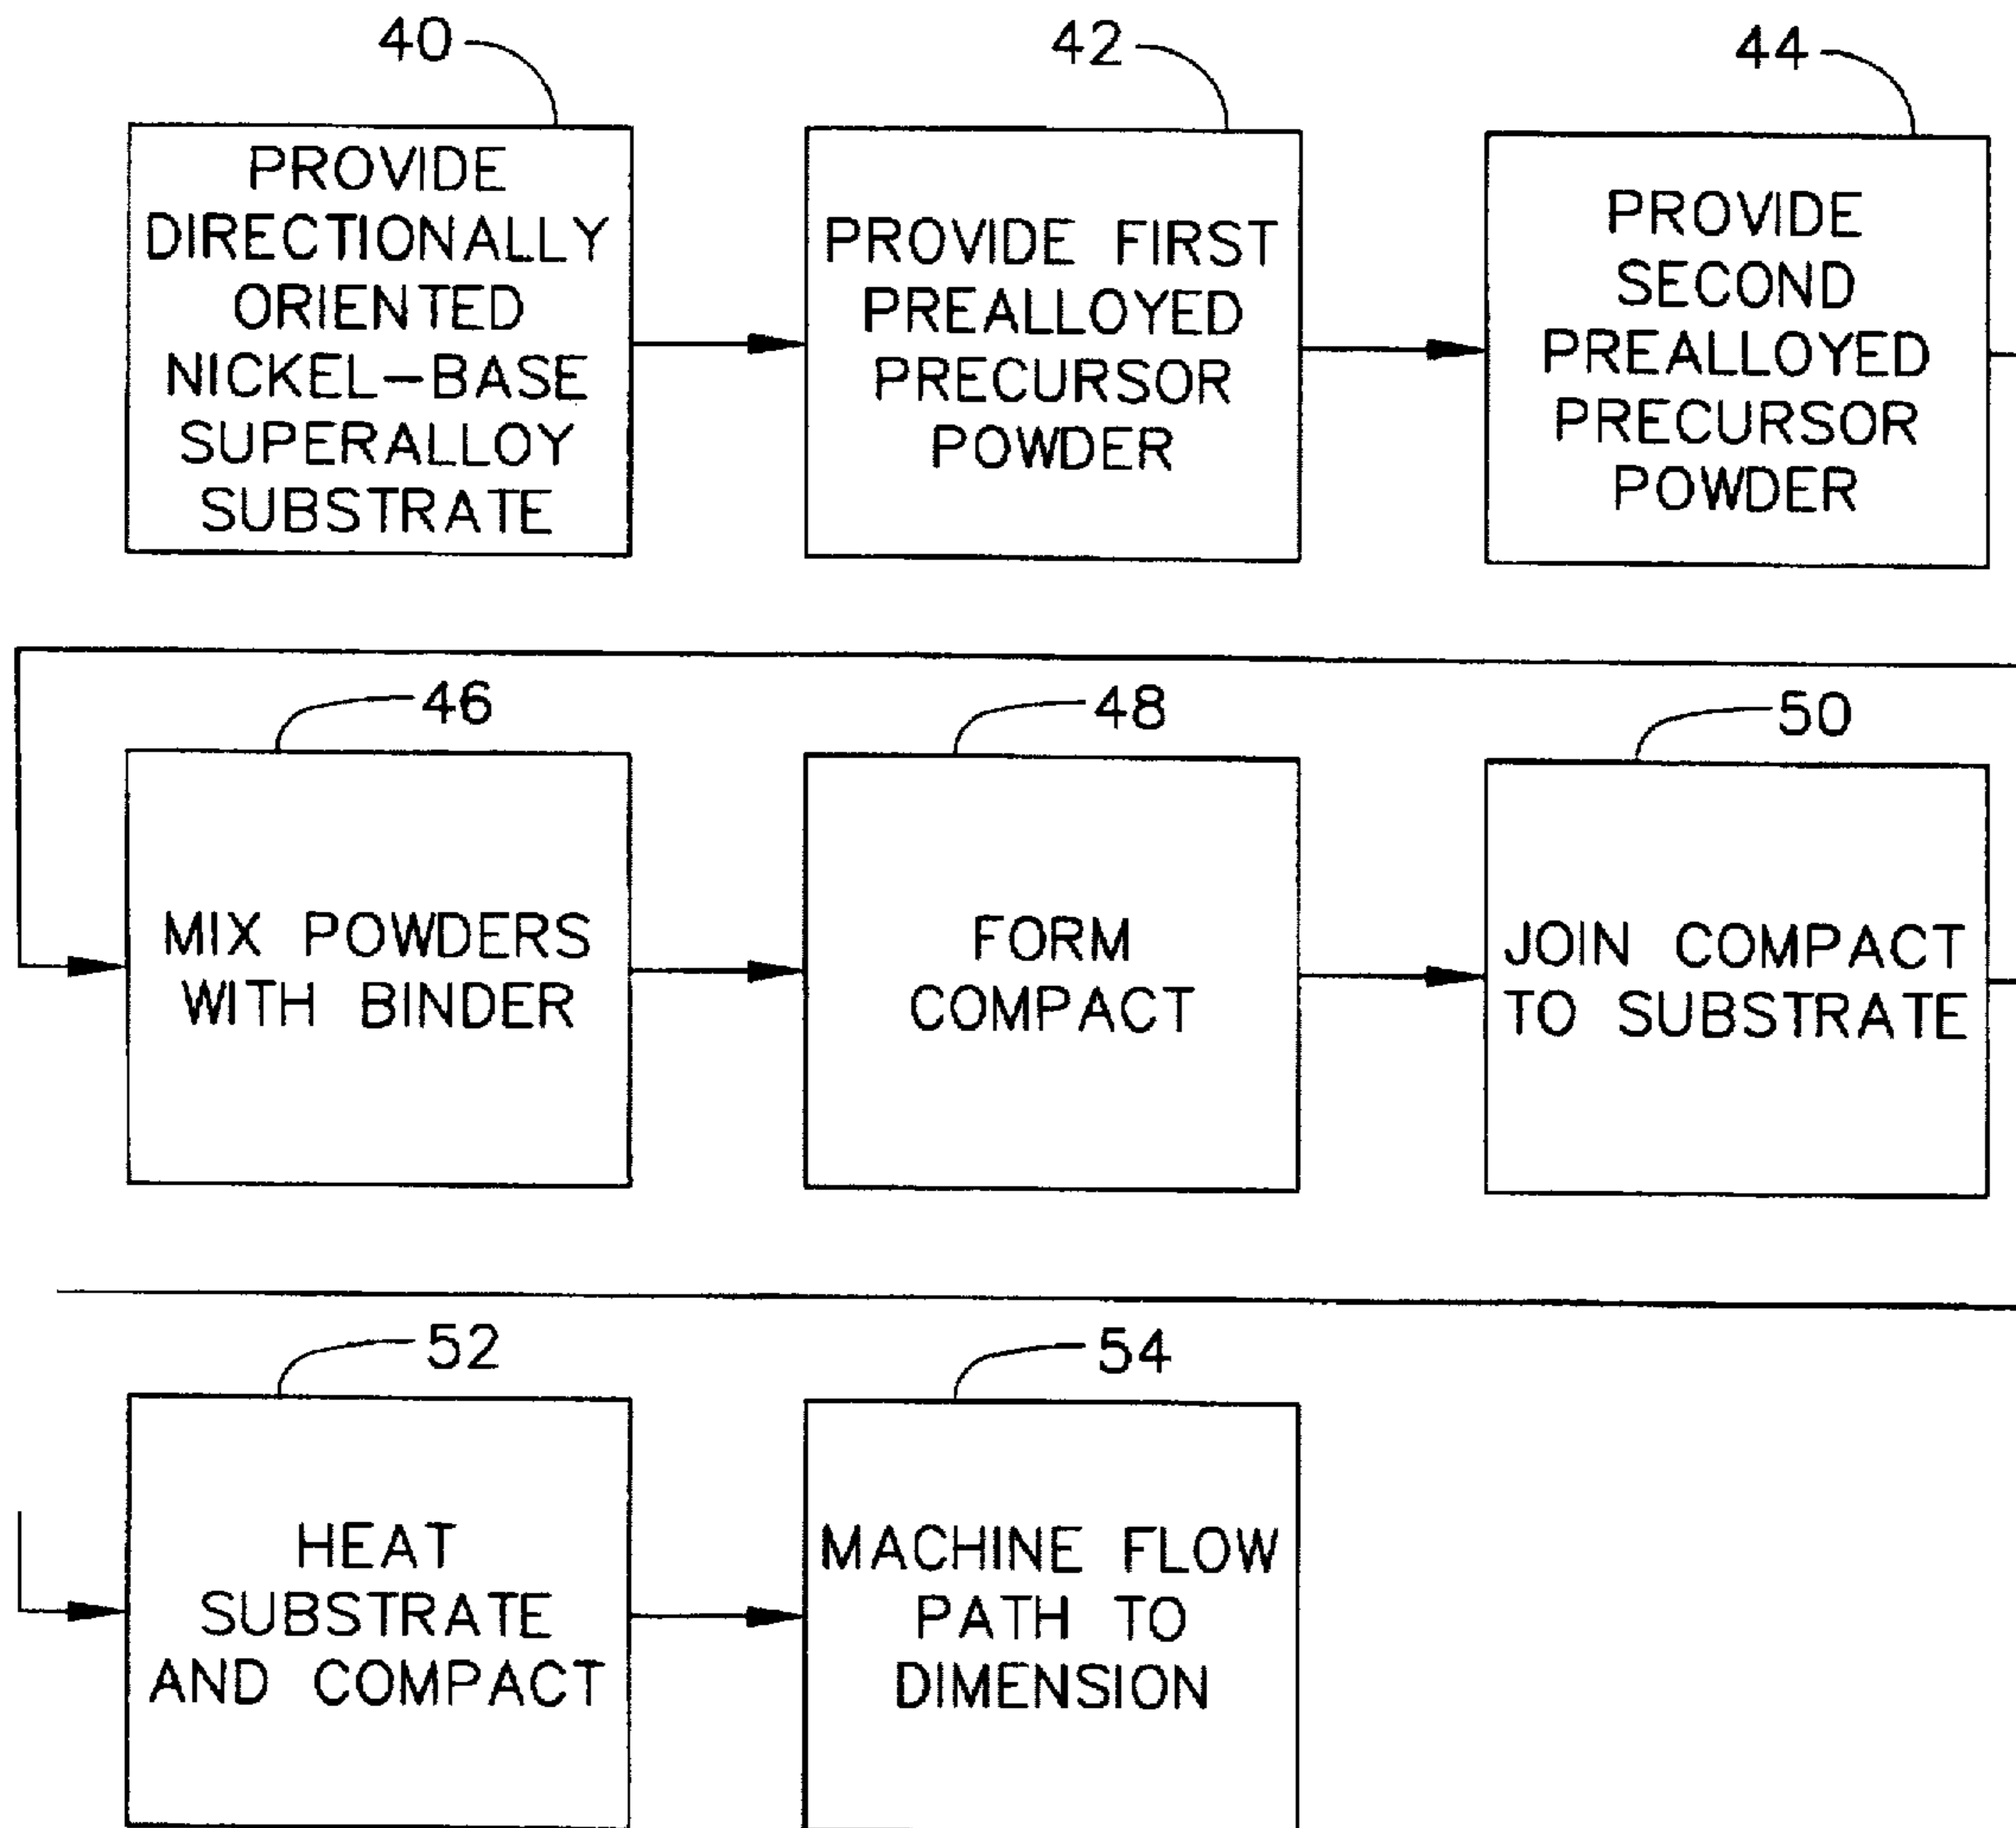 40
PROVIDE
DIRECTIONALLY
ORIENTED
NICKEL-BASE
SUPERALLOY
SUBSTRATE
42
PROVIDE FIRST
PREALLOYED
PRECURSOR
POWDER
44
PROVIDE
SECOND
PREALLOYED
PRECURSOR
POWDER
46
MIX POWDERS
WITH BINDER
48
FORM
COMPACT
50
JOIN COMPACT
TO SUBSTRATE
52
HEAT
SUBSTRATE
AND COMPACT
54
MACHINE FLOW
PATH TO
DIMENSION